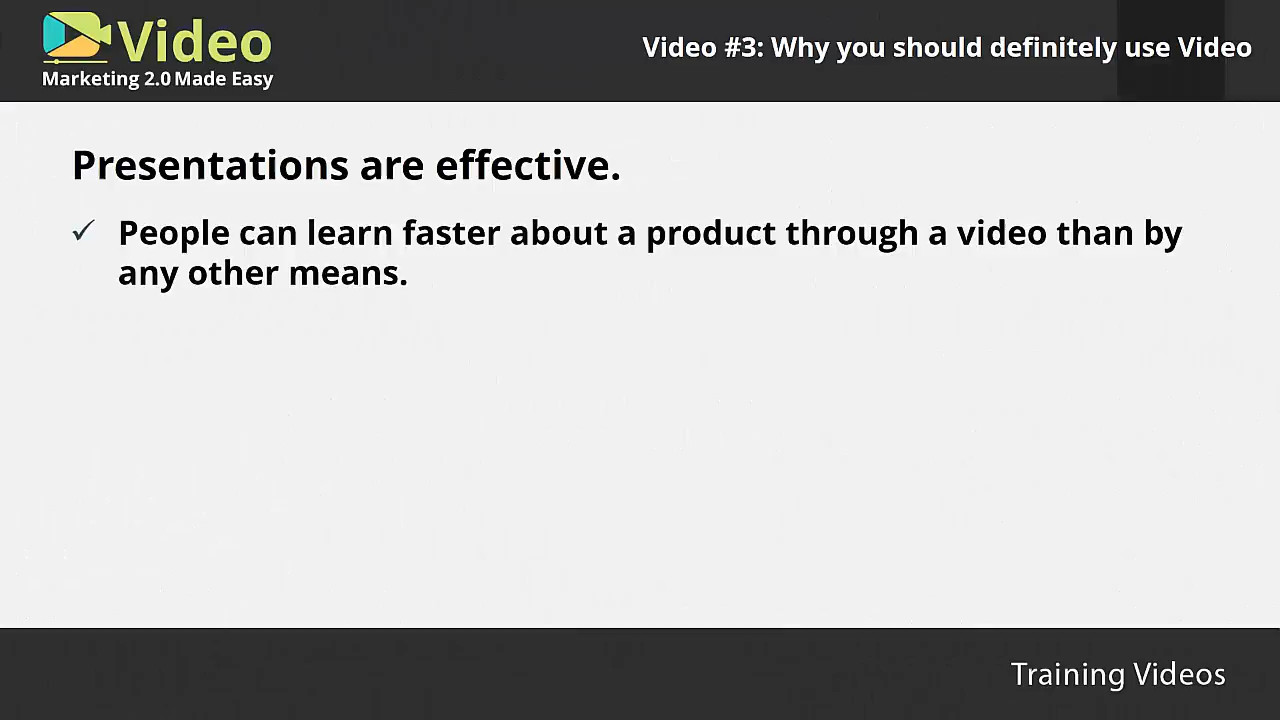 Video
Marketing 2.0 Made Easy
Video #3: Why you should definitely use Video
Presentations are effective.
✓ People can learn faster about a product through a video than by
any other means.
Training Videos